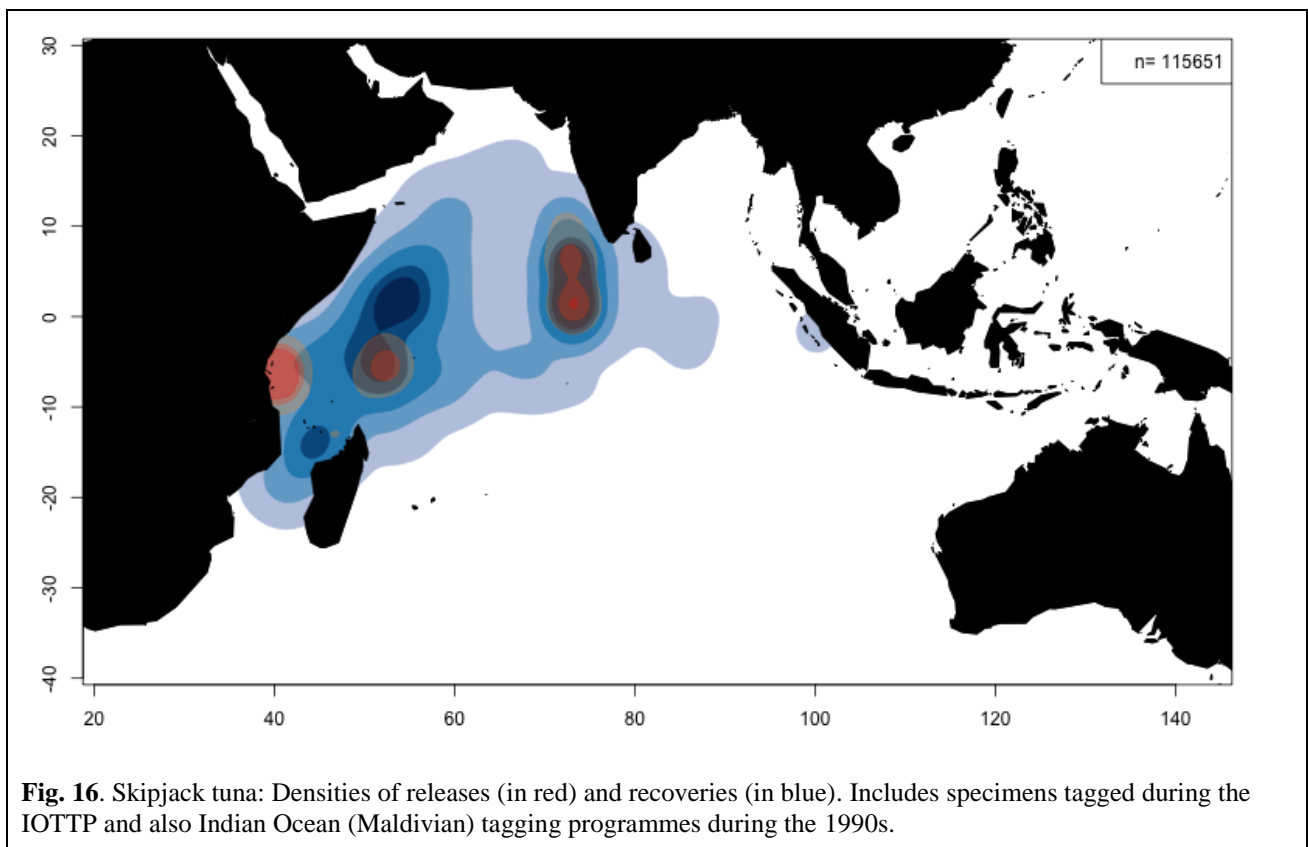 n= 115651
30
20
10
0
-10
-20
-30
-40
20 40 60 80 100 120 140
Fig. 16. Skipjack tuna: Densities of releases (in red) and recoveries (in blue). Includes specimens tagged during the
IOTTP and also Indian Ocean (Maldivian) tagging programmes during the 1990s.